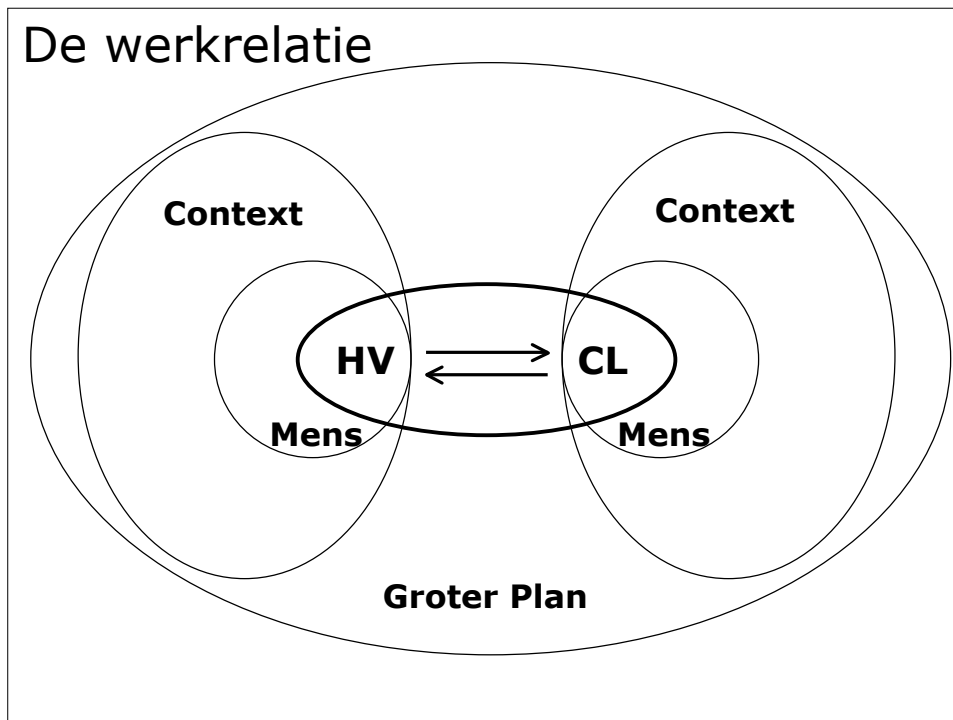 De werkrelatie
Context
Context
HV
CL
Mens
Mens
Groter Plan